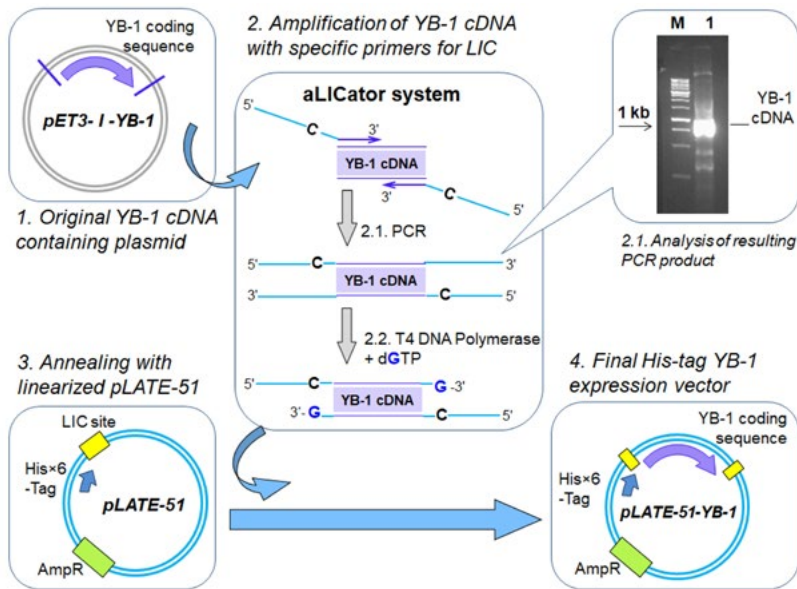 YB-1 coding
sequence
pET3- I -YB-1
1. Original YB-1 cDNA
containing plasmid
2. Amplification of YB-1 cDNA
with specific primers for LIC
aLICator system
5'
C
3'
YB-1 cDNA
3'
C
5'
2.1. PCR
5'
C
3'
YB-1 cDNA
3'
C
5'
2.2. T4 DNA Polymerase
+ dGTP
5'
C
G -3'
YB-1 cDNA
3'- G
C
5'
M 1
1 kb
YB-1
cDNA
2.1. Analysis of resulting
PCR product
3. Annealing with
linearized pLATE-51
LIC site
His×6
-Tag
pLATE-51
AmpR
4. Final His-tag YB-1
expression vector
YB-1 coding
sequence
His×6
-Tag
pLATE-51-YB-1
AmpR